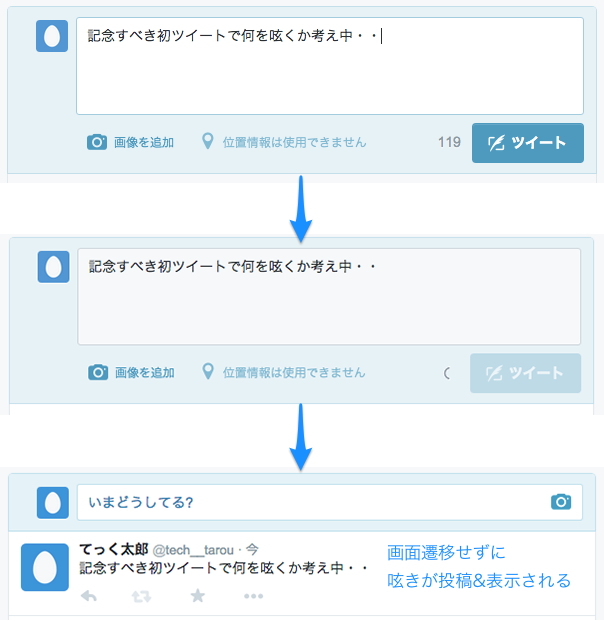 記念すべき初ツイートで何を呟くか考え中・・
画像を追加 位置情報は使用できません 119 ツイート
記念すべき初ツイートで何を呟くか考え中・・
画像を追加 位置情報は使用できません ツイート
いまどうしてる?
てっく太郎 @tech__tarou · 今
記念すべき初ツイートで何を呟くか考え中・・
画面遷移せずに
呟きが投稿&表示される